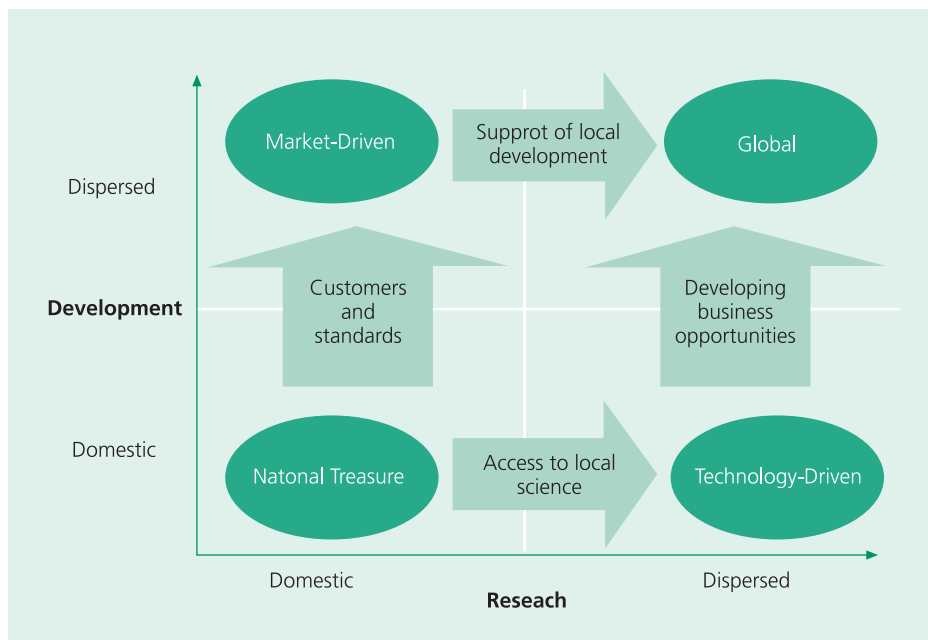 Market-Driven
Supprot of local
development
Global
Dispersed
Customers
and
standards
Developing
business
opportunities
Development
Domestic
Natonal Treasure
Access to local
science
Technology-Driven
Domestic
Dispersed
Reseach